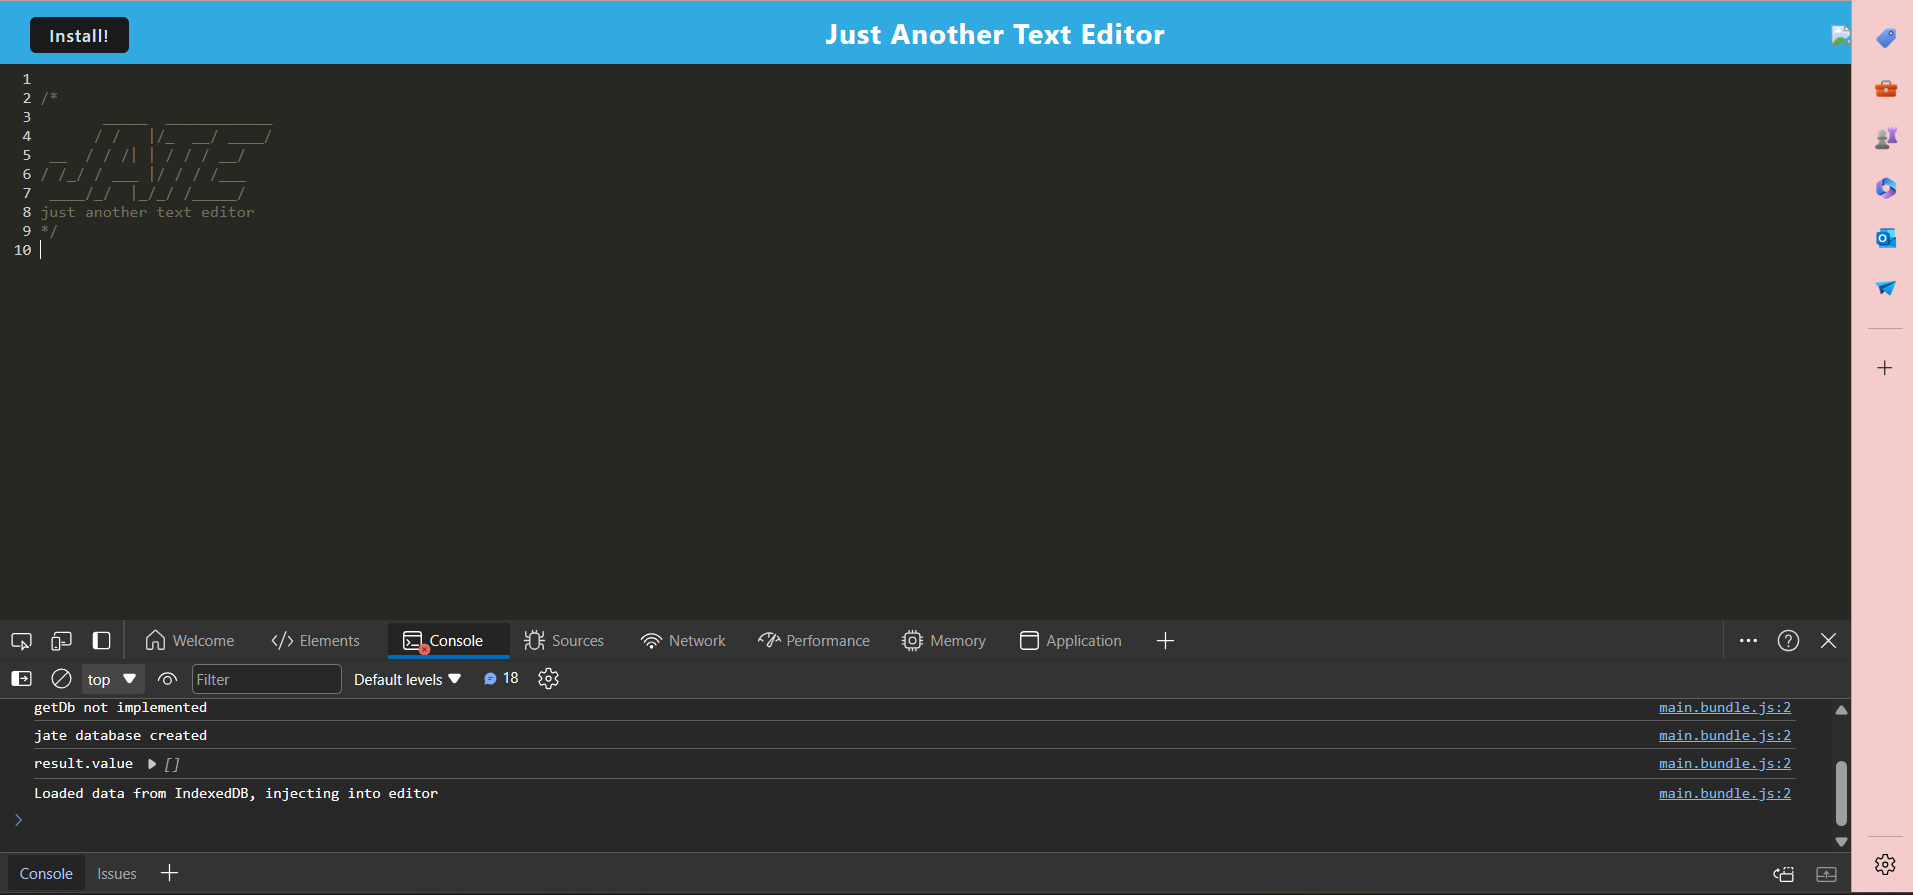 Install!
Just Another Text Editor
1
2 /*
3        _____  ____________
4       / /   |/_  __/ ____/
5  __  / / /| | / / / __/
6 / /_/ / ___ |/ / / /___
7  ____/_/  |_/_/ /_____/
8 just another text editor
9 */
10
Welcome Elements Console Sources Network Performance Memory Application
top Filter Default levels 18
getDb not implemented main.bundle.js:2
jate database created main.bundle.js:2
result.value ▶ [] main.bundle.js:2
Loaded data from IndexedDB, injecting into editor main.bundle.js:2
Console Issues